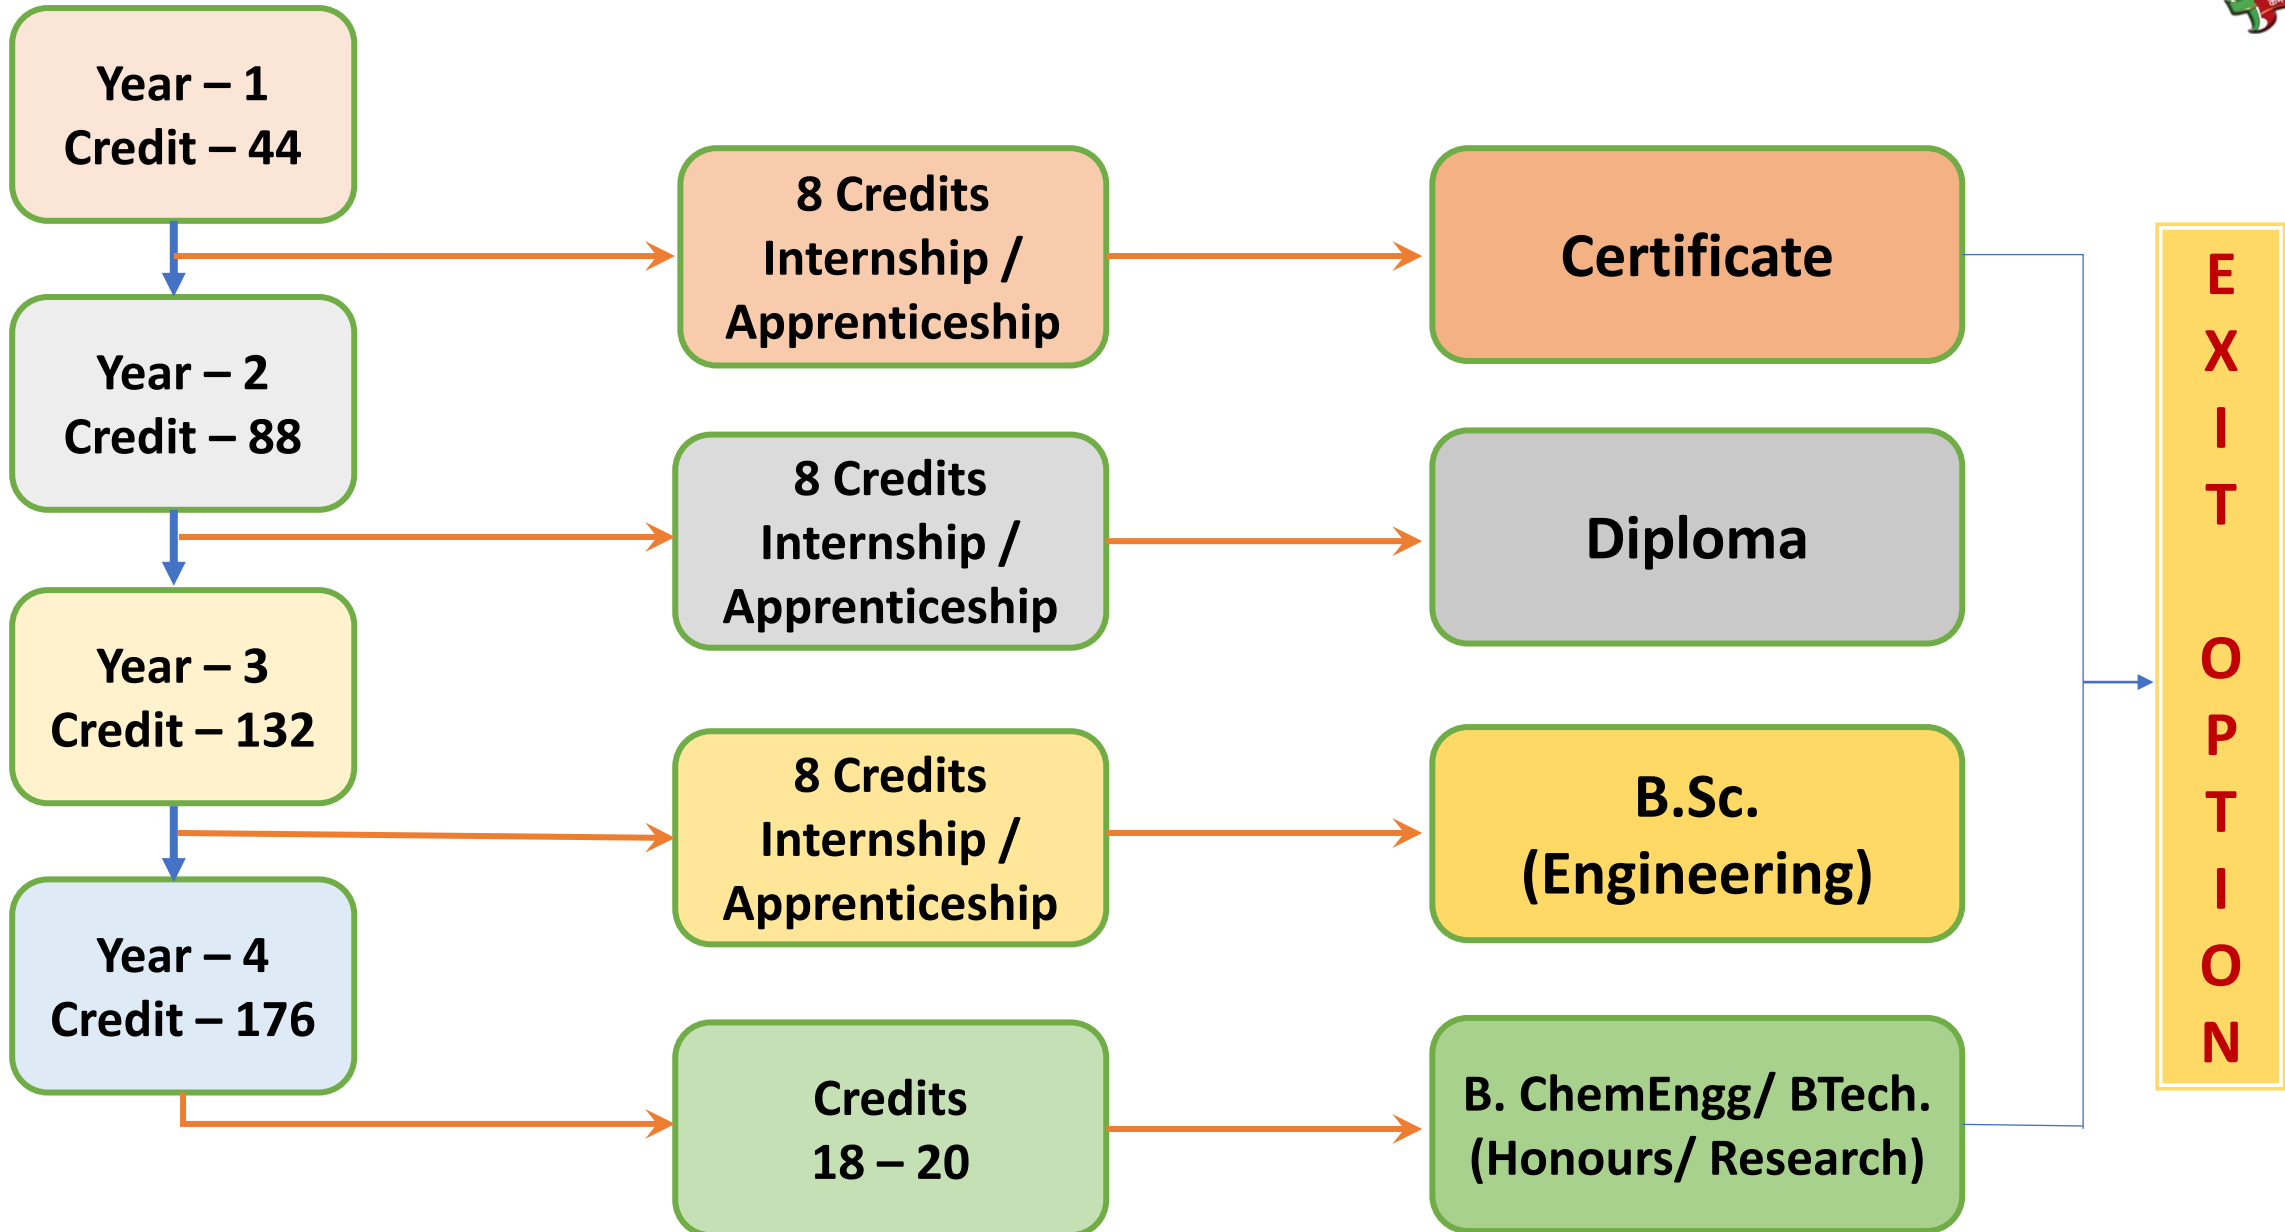 Year – 1
Credit – 44
8 Credits
Internship /
Apprenticeship
Certificate
Year – 2
Credit – 88
8 Credits
Internship /
Apprenticeship
Diploma
Year – 3
Credit – 132
8 Credits
Internship /
Apprenticeship
B.Sc.
(Engineering)
Year – 4
Credit – 176
Credits
18 – 20
B. ChemEngg/ BTech.
(Honours/ Research)
E
X
I
T
O
P
T
I
O
N